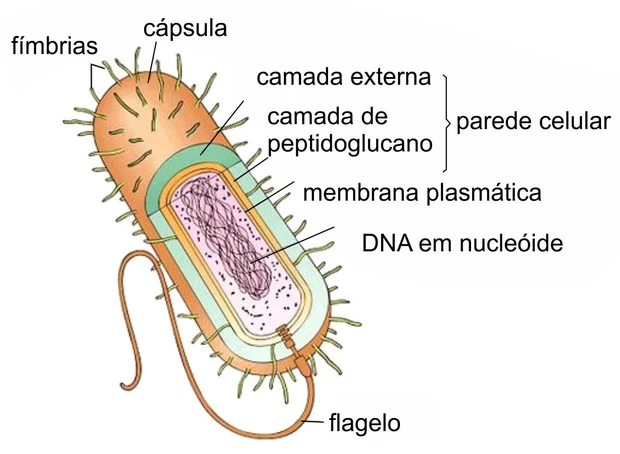 cápsula
fímbrias
camada externa
camada de
peptidoglucano
parede celular
membrana plasmática
DNA em nucleóide
flagelo